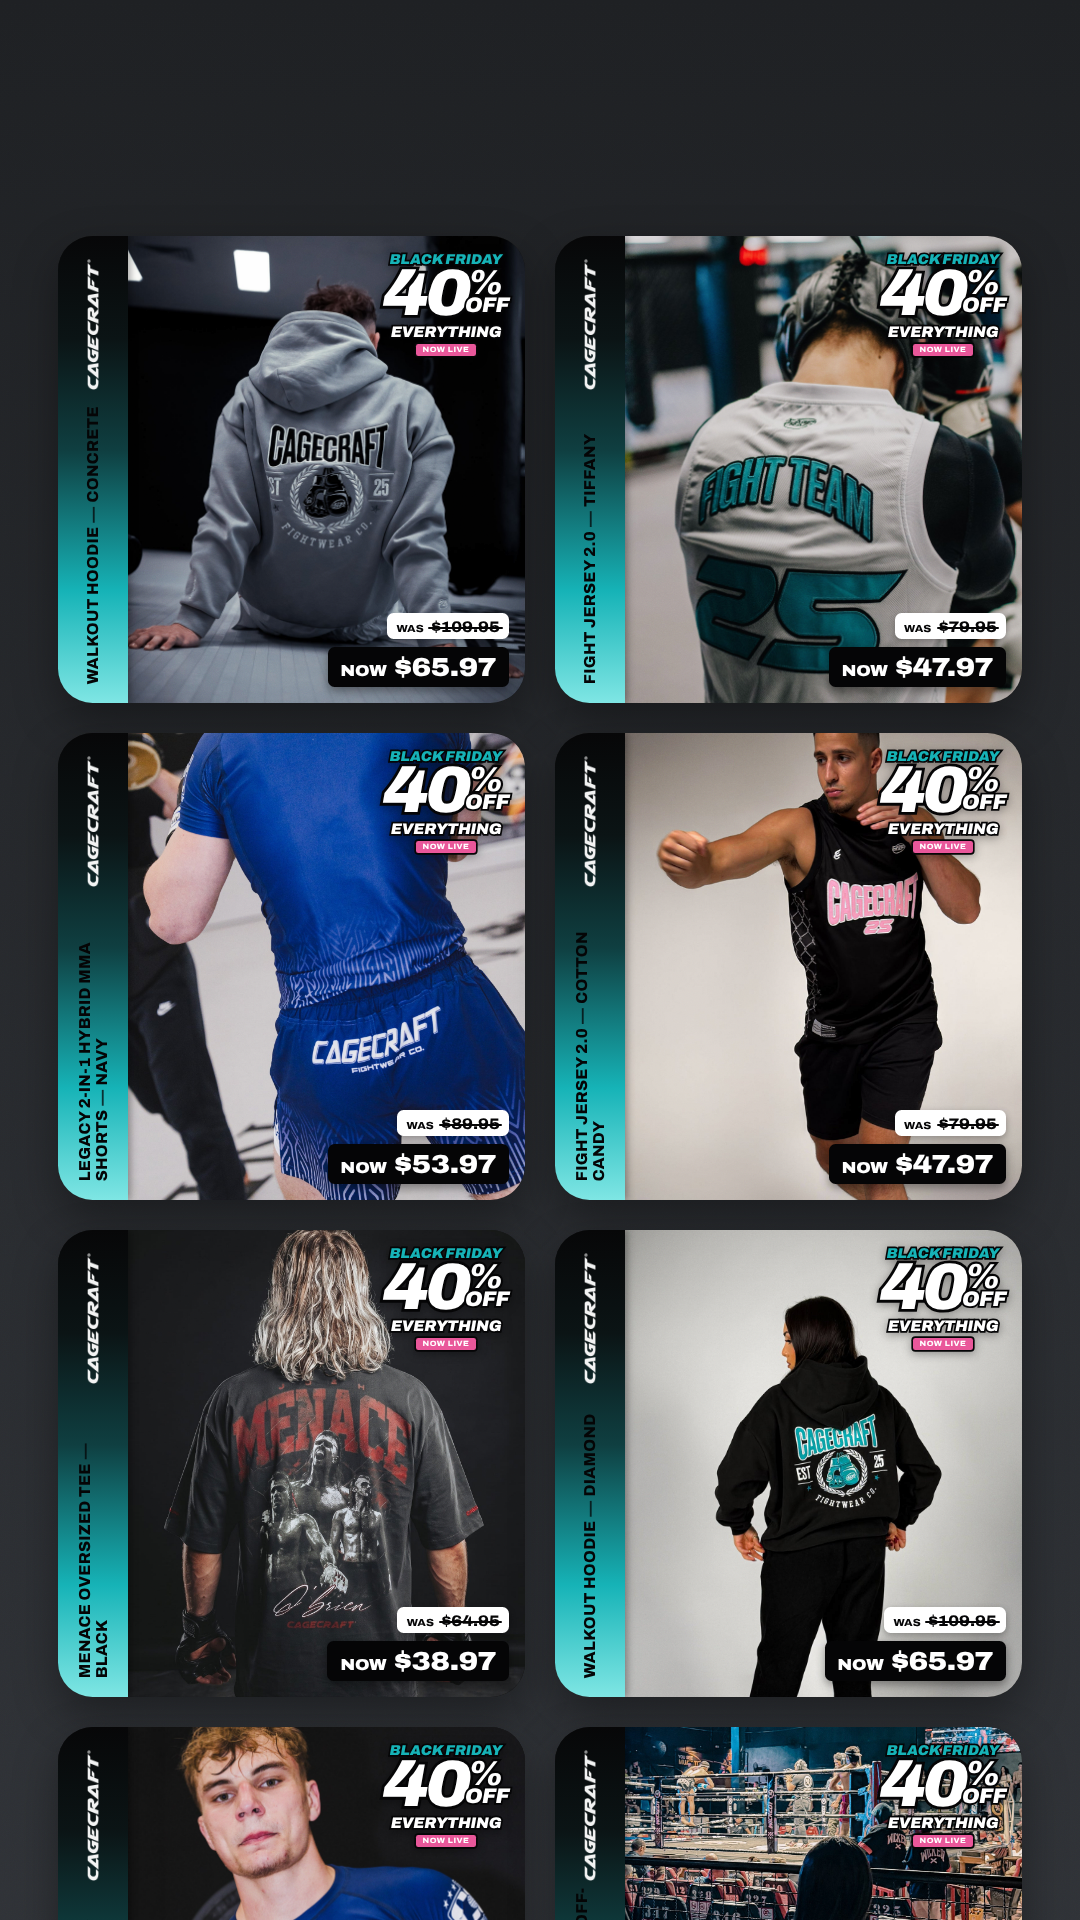 CAGECRAFT
WALKOUT HOODIE — CONCRETE
BLACK FRIDAY
40% OFF
EVERYTHING
NOW LIVE
CAGECRAFT
EST 25
FIGHTWEAR CO.
WAS $109.95
NOW $65.97
CAGECRAFT
FIGHT JERSEY 2.0 — TIFFANY
BLACK FRIDAY
40% OFF
EVERYTHING
NOW LIVE
FIGHT TEAM
25
WAS $79.95
NOW $47.97
CAGECRAFT
LEGACY 2-IN-1 HYBRID MMA
SHORTS — NAVY
BLACK FRIDAY
40% OFF
EVERYTHING
NOW LIVE
CAGECRAFT
FIGHTWEAR CO.
WAS $89.95
NOW $53.97
CAGECRAFT
FIGHT JERSEY 2.0 — COTTON
CANDY
BLACK FRIDAY
40% OFF
EVERYTHING
NOW LIVE
CAGECRAFT
25
WAS $79.95
NOW $47.97
CAGECRAFT
MENACE OVERSIZED TEE —
BLACK
BLACK FRIDAY
40% OFF
EVERYTHING
NOW LIVE
MENACE
O'Brien
CAGECRAFT
WAS $64.95
NOW $38.97
CAGECRAFT
WALKOUT HOODIE — DIAMOND
BLACK FRIDAY
40% OFF
EVERYTHING
NOW LIVE
CAGECRAFT
EST 25
FIGHTWEAR CO.
WAS $109.95
NOW $65.97
CAGECRAFT
BLACK FRIDAY
40% OFF
EVERYTHING
NOW LIVE
CAGECRAFT
OFF-
BLACK FRIDAY
40% OFF
EVERYTHING
NOW LIVE
WICKED